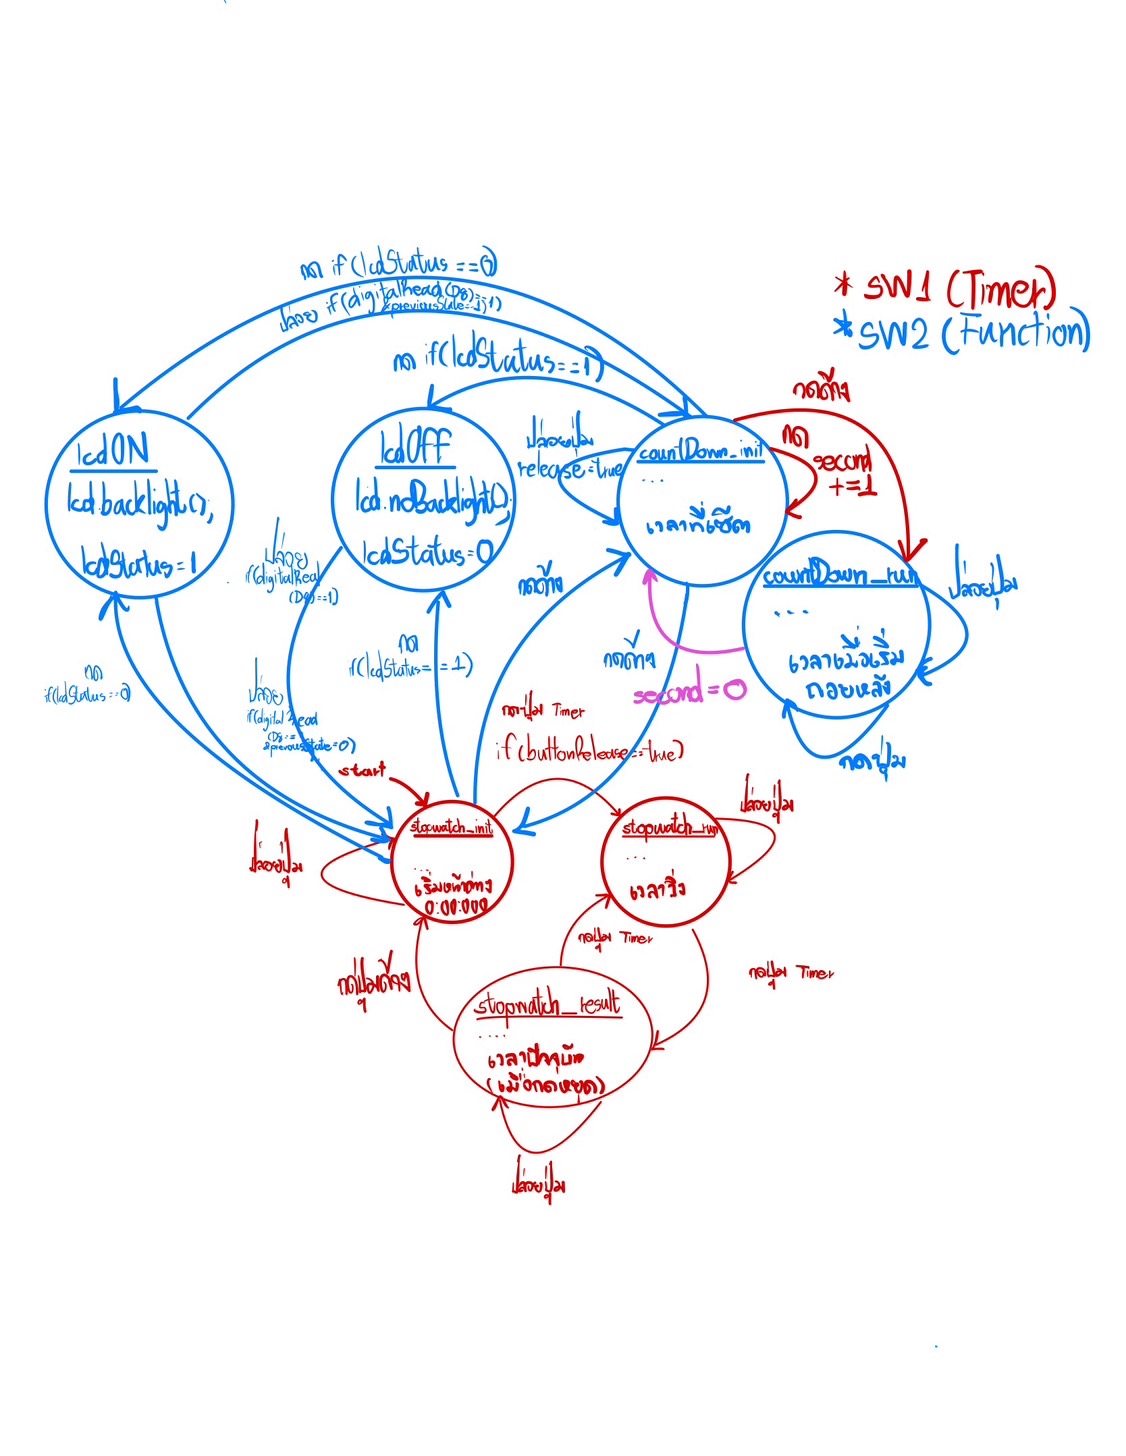 กด if(lcdStatus ==0)
ปล่อย if(digitalRead(D8)==1
&previousState==1)
กด if(lcdStatus==1)
* SW1 (Timer)
* SW2 (Function)
กดค้าง
กด
second
+=1
lcdON
lcd.backlight();
lcdStatus=1
lcdOff
lcd.noBacklight();
lcdStatus=0
ปล่อยปุ่ม
release=true
countDown_init
...
เวลาที่เซ็ต
countDown_run
....
เวลาเมื่อเริ่ม
ถอยหลัง
ปล่อยปุ่ม
กดปุ่ม
second=0
ปล่อย
if(digitalRead
(D8)==1)
กดค้าง
กดค้าง
กด
if(lcdStatus==1)
กด
if(lcdStatus==0)
ปล่อย
if(digitalRead
&previousState=0)
กดปุ่ม Timer
if(buttonRelease==true)
start
stopwatch_init
...
เริ่มหน้าต่าง
0:00:000
ปล่อยปุ่ม
stopwatch_run
...
เวลาวิ่ง
ปล่อยปุ่ม
กดปุ่ม Timer
กดปุ่ม Timer
กดปุ่มค้าง
stopwatch_result
....
เวลาปัจจุบัน
(เมื่อกดหยุด)
ปล่อยปุ่ม